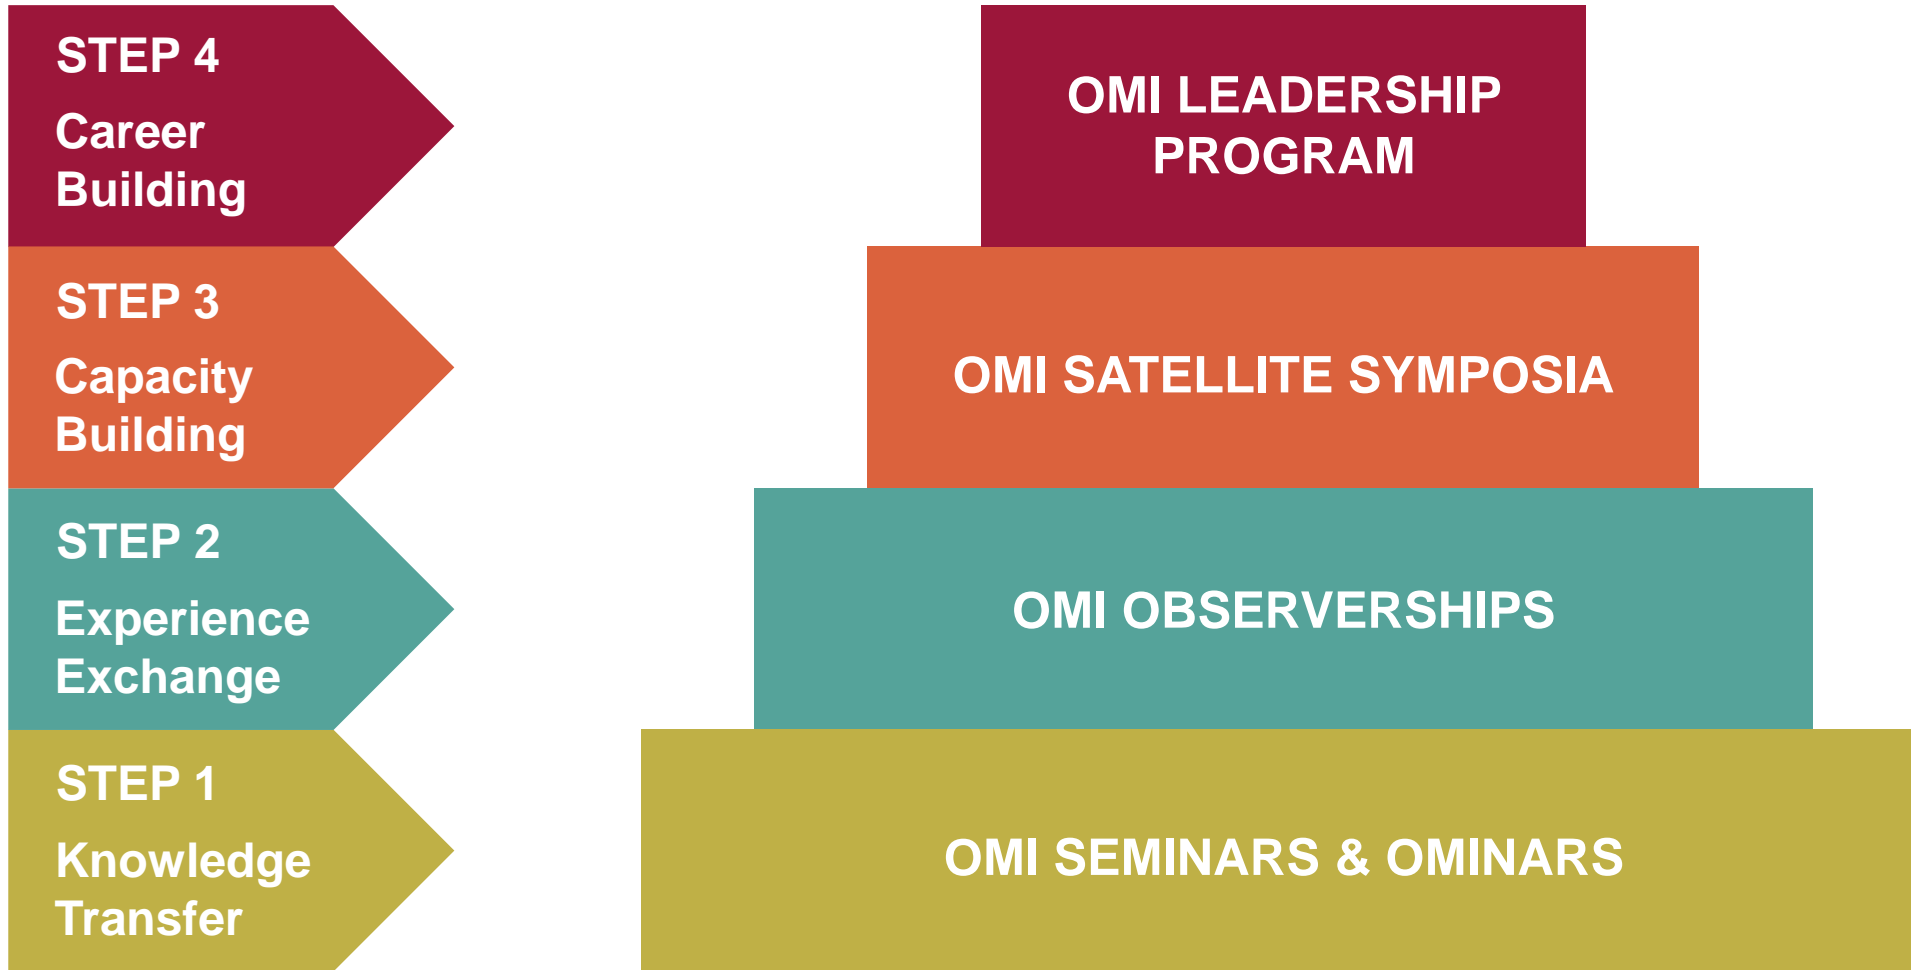 STEP 4
Career
Building
OMI LEADERSHIP
PROGRAM
STEP 3
Capacity
Building
OMI SATELLITE SYMPOSIA
STEP 2
Experience
Exchange
OMI OBSERVERSHIPS
STEP 1
Knowledge
Transfer
OMI SEMINARS & OMINARS